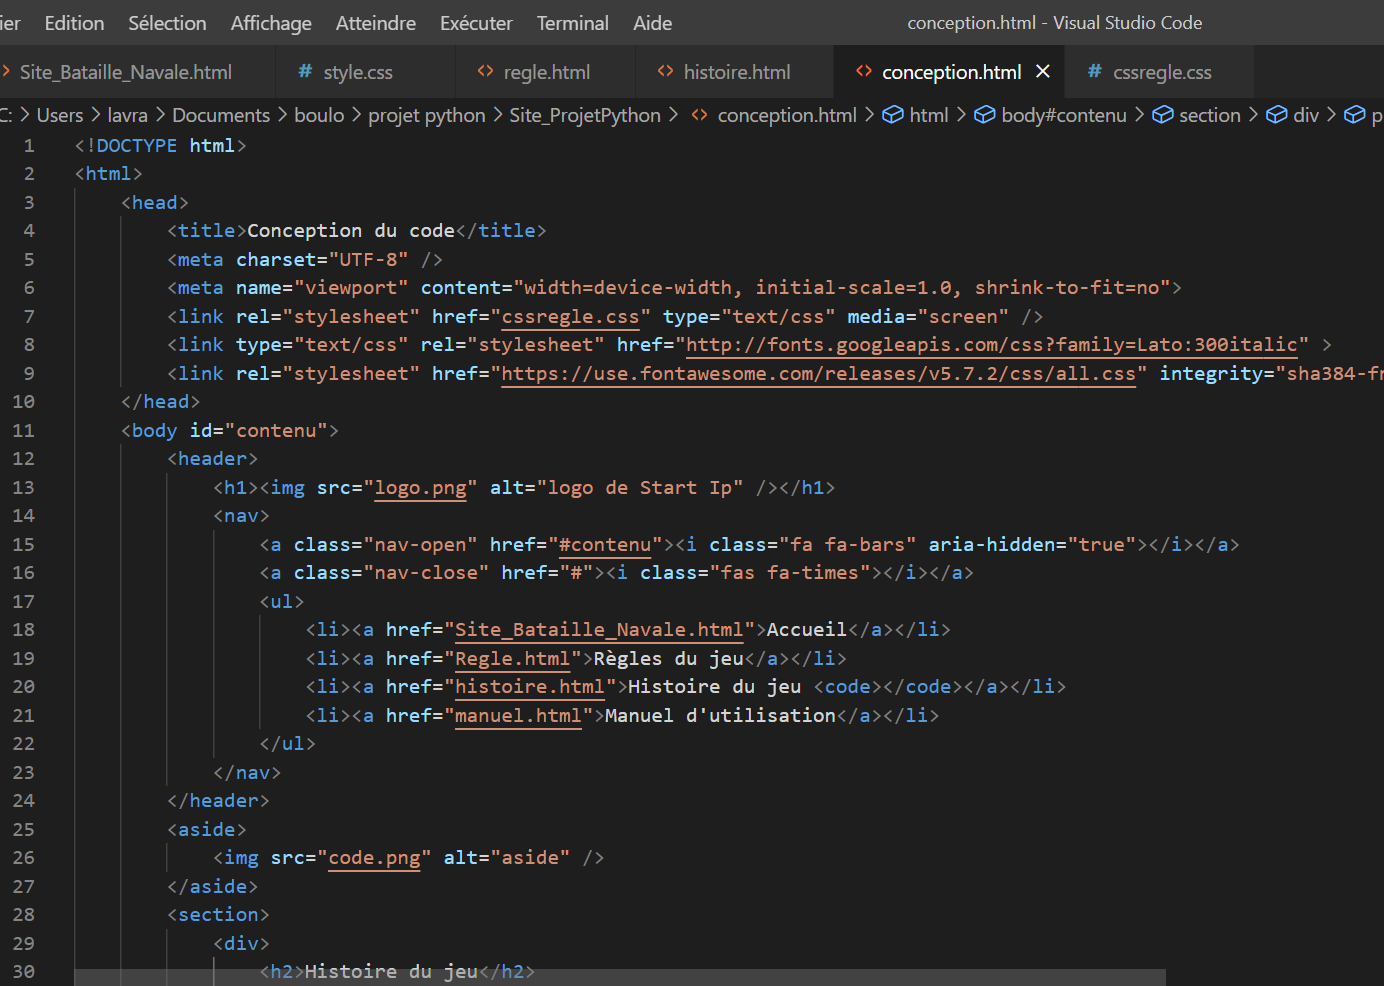 ier Edition Sélection Affichage Atteindre Exécuter Terminal Aide conception.html - Visual Studio Code
Site_Bataille_Navale.html # style.css <> regle.html <> histoire.html <> conception.html × # cssregle.css
C: > Users > lavra > Documents > boulo > projet python > Site_ProjetPython > <> conception.html > html > body#contenu > section > div > p
1 <!DOCTYPE html>
2 <html>
3 <head>
4 <title>Conception du code</title>
5 <meta charset="UTF-8" />
6 <meta name="viewport" content="width=device-width, initial-scale=1.0, shrink-to-fit=no">
7 <link rel="stylesheet" href="cssregle.css" type="text/css" media="screen" />
8 <link type="text/css" rel="stylesheet" href="http://fonts.googleapis.com/css?family=Lato:300italic" >
9 <link rel="stylesheet" href="https://use.fontawesome.com/releases/v5.7.2/css/all.css" integrity="sha384-fr
10 </head>
11 <body id="contenu">
12 <header>
13 <h1><img src="logo.png" alt="logo de Start Ip" /></h1>
14 <nav>
15 <a class="nav-open" href="#contenu"><i class="fa fa-bars" aria-hidden="true"></i></a>
16 <a class="nav-close" href="#"><i class="fas fa-times"></i></a>
17 <ul>
18 <li><a href="Site_Bataille_Navale.html">Accueil</a></li>
19 <li><a href="Regle.html">Règles du jeu</a></li>
20 <li><a href="histoire.html">Histoire du jeu <code></code></a></li>
21 <li><a href="manuel.html">Manuel d'utilisation</a></li>
22 </ul>
23 </nav>
24 </header>
25 <aside>
26 <img src="code.png" alt="aside" />
27 </aside>
28 <section>
29 <div>
30 <h2>Histoire du jeu</h2>